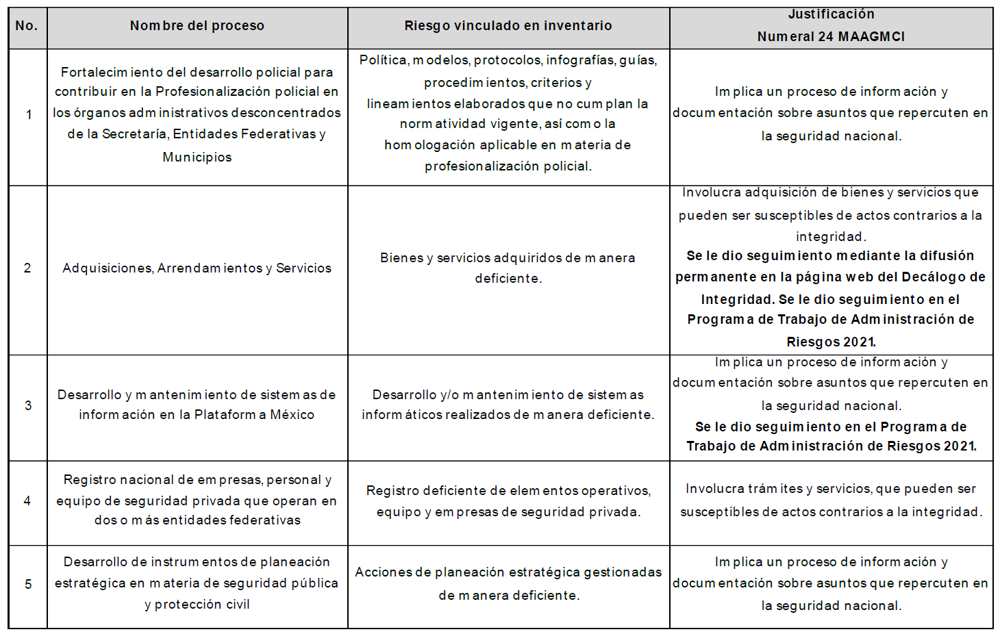 No.
Nombre del proceso
Riesgo vinculado en inventario
Justificación
Numeral 24 MAAGMCI
1
Fortalecimiento del desarrollo policial para
contribuir en la Profesionalización policial en
los órganos administrativos desconcentrados
de la Secretaría, Entidades Federativas y
Municipios
Política, modelos, protocolos, infografías, guías,
procedimientos, criterios y
lineamientos elaborados que no cumplan la
normatividad vigente, así como la
homologación aplicable en materia de
profesionalización policial.
Implica un proceso de información y
documentación sobre asuntos que repercuten en
la seguridad nacional.
2
Adquisiciones, Arrendamientos y Servicios
Bienes y servicios adquiridos de manera
deficiente.
Involucra adquisición de bienes y servicios que
pueden ser susceptibles de actos contrarios a la
integridad.
Se le dio seguimiento mediante la difusión
permanente en la página web del Decálogo de
Integridad. Se le dio seguimiento en el
Programa de Trabajo de Administración de
Riesgos 2021.
3
Desarrollo y mantenimiento de sistemas de
información en la Plataforma México
Desarrollo y/o mantenimiento de sistemas
informáticos realizados de manera deficiente.
Implica un proceso de información y
documentación sobre asuntos que repercuten en
la seguridad nacional.
Se le dio seguimiento en el Programa de
Trabajo de Administración de Riesgos 2021.
4
Registro nacional de empresas, personal y
equipo de seguridad privada que operan en
dos o más entidades federativas
Registro deficiente de elementos operativos,
equipo y empresas de seguridad privada.
Involucra trámites y servicios, que pueden ser
susceptibles de actos contrarios a la integridad.
5
Desarrollo de instrumentos de planeación
estratégica en materia de seguridad pública
y protección civil
Acciones de planeación estratégica gestionadas
de manera deficiente.
Implica un proceso de información y
documentación sobre asuntos que repercuten en
la seguridad nacional.